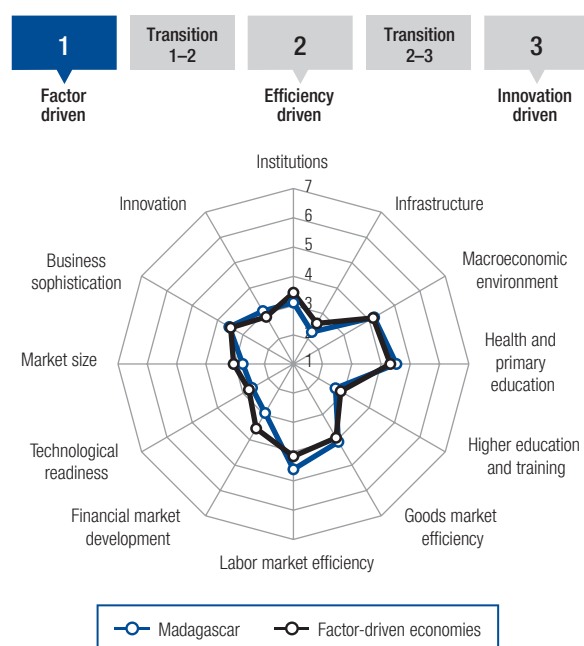 1
Transition
1–2
2
Transition
2–3
3
Factor
driven
Efficiency
driven
Innovation
driven
Institutions
Infrastructure
Macroeconomic
environment
Health and
primary
education
Higher education
and training
Goods market
efficiency
Labor market efficiency
Financial market
development
Technological
readiness
Market size
Business
sophistication
Innovation
7
6
5
4
3
2
1
Madagascar
Factor-driven economies